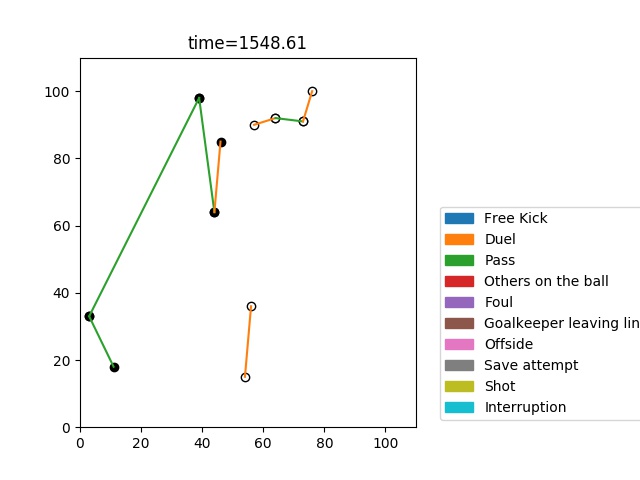 time=1548.61
100
80
60
40
20
0
0 20 40 60 80 100
Free Kick
Duel
Pass
Others on the ball
Foul
Goalkeeper leaving lin
Offside
Save attempt
Shot
Interruption